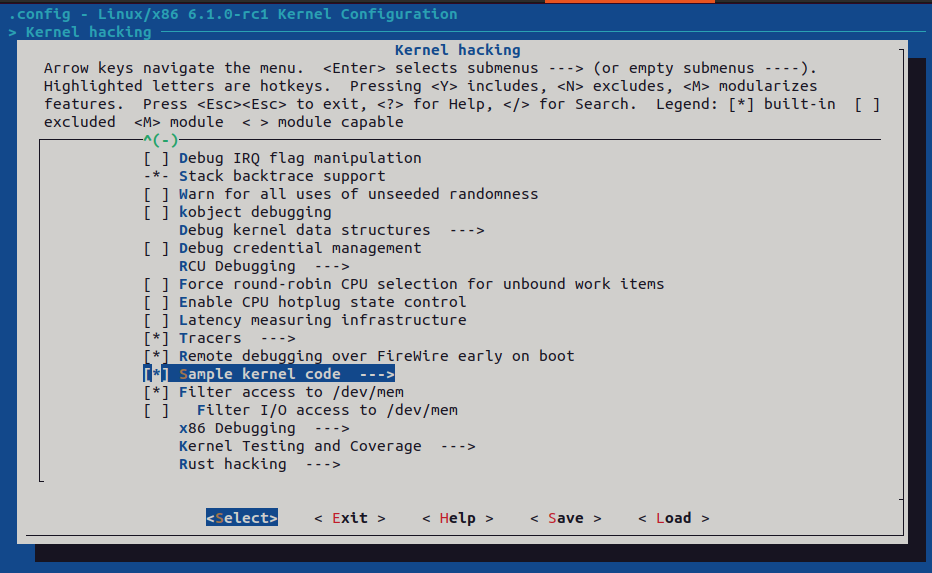 .config - Linux/x86 6.1.0-rc1 Kernel Configuration
> Kernel hacking
Kernel hacking
Arrow keys navigate the menu.  <Enter> selects submenus ---> (or empty submenus ----).
Highlighted letters are hotkeys.  Pressing <Y> includes, <N> excludes, <M> modularizes
features.  Press <Esc><Esc> to exit, <?> for Help, </> for Search.  Legend: [*] built-in  [ ]
excluded  <M> module  < > module capable
^(-)
[ ] Debug IRQ flag manipulation
-*- Stack backtrace support
[ ] Warn for all uses of unseeded randomness
[ ] kobject debugging
Debug kernel data structures  --->
[ ] Debug credential management
RCU Debugging  --->
[ ] Force round-robin CPU selection for unbound work items
[ ] Enable CPU hotplug state control
[ ] Latency measuring infrastructure
[*] Tracers  --->
[*] Remote debugging over FireWire early on boot
[*] Sample kernel code  --->
[*] Filter access to /dev/mem
[ ]   Filter I/O access to /dev/mem
x86 Debugging  --->
Kernel Testing and Coverage  --->
Rust hacking  --->
<Select>    < Exit >    < Help >    < Save >    < Load >